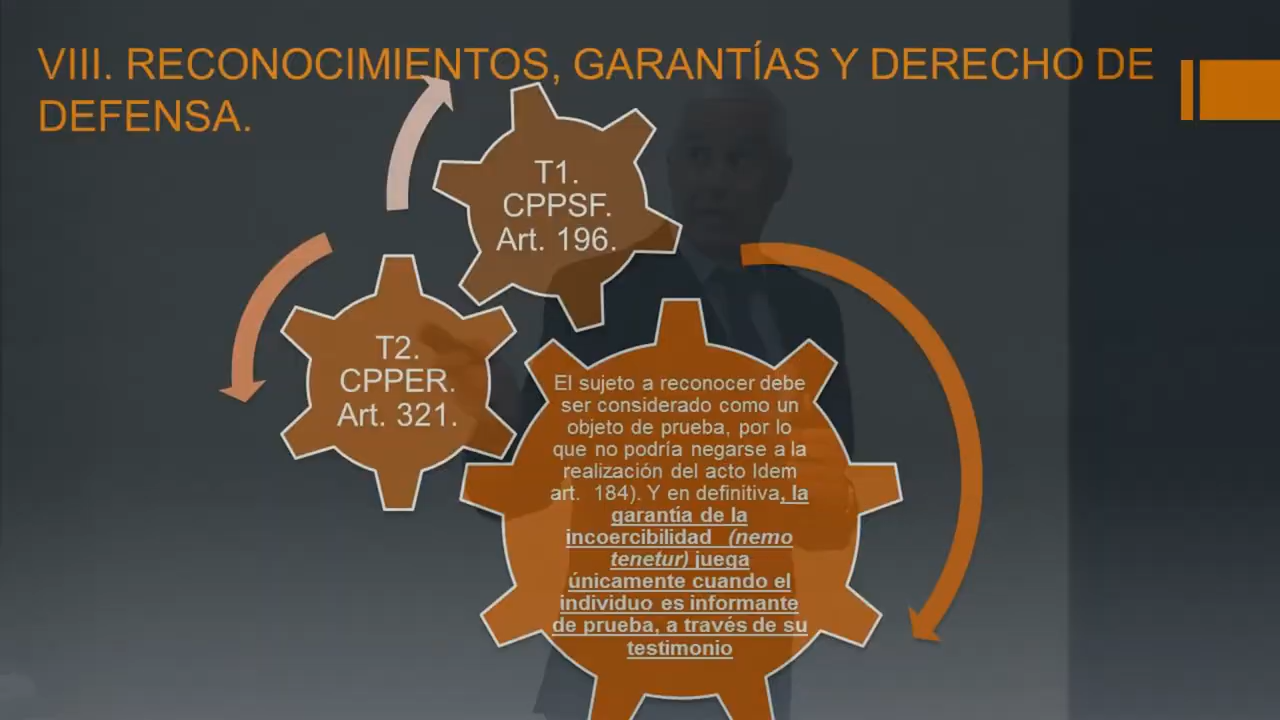 VIII. RECONOCIMIENTOS, GARANTÍAS Y DERECHO DE
DEFENSA.
T1.
CPPSF.
Art. 196.
T2.
CPPER.
Art. 321.
El sujeto a reconocer debe
ser considerado como un
objeto de prueba, por lo
que no podría negarse a la
realización del acto Idem
art. 184). Y en definitiva, la
garantía de la
incoercibilidad (nemo
tenetur) juega
únicamente cuando el
individuo es informante
de prueba, a través de su
testimonio